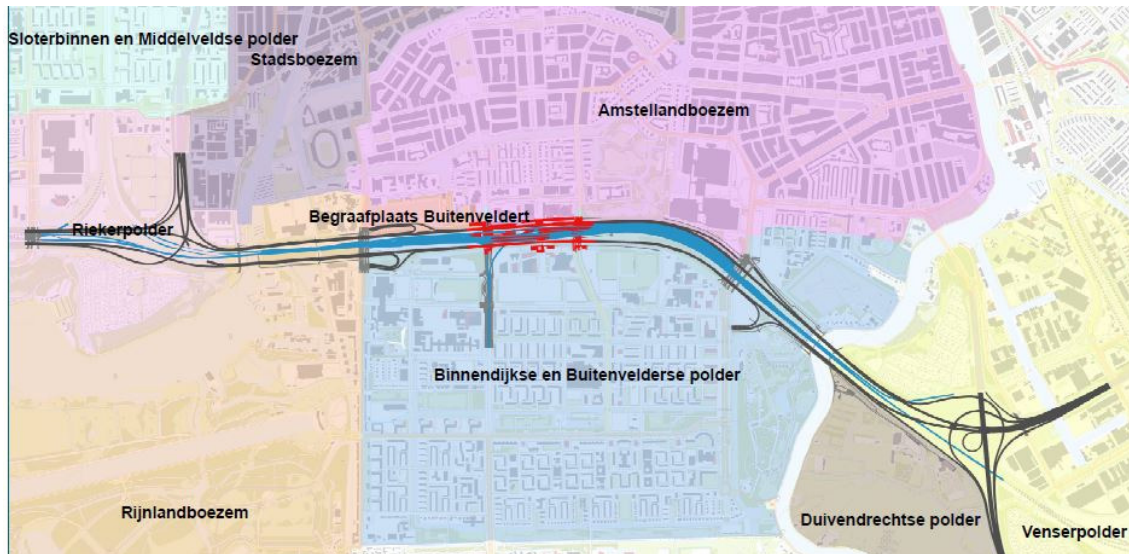 Sloterbinnen en Middelveldse polder
Stadsboezem
Amstellandboezem
Begraafplaats Buitenveldert
Riekerpolder
Binnendijkse en Buitenvelderse polder
Rijnlandboezem
Duivendrechtse polder
Venserpolder